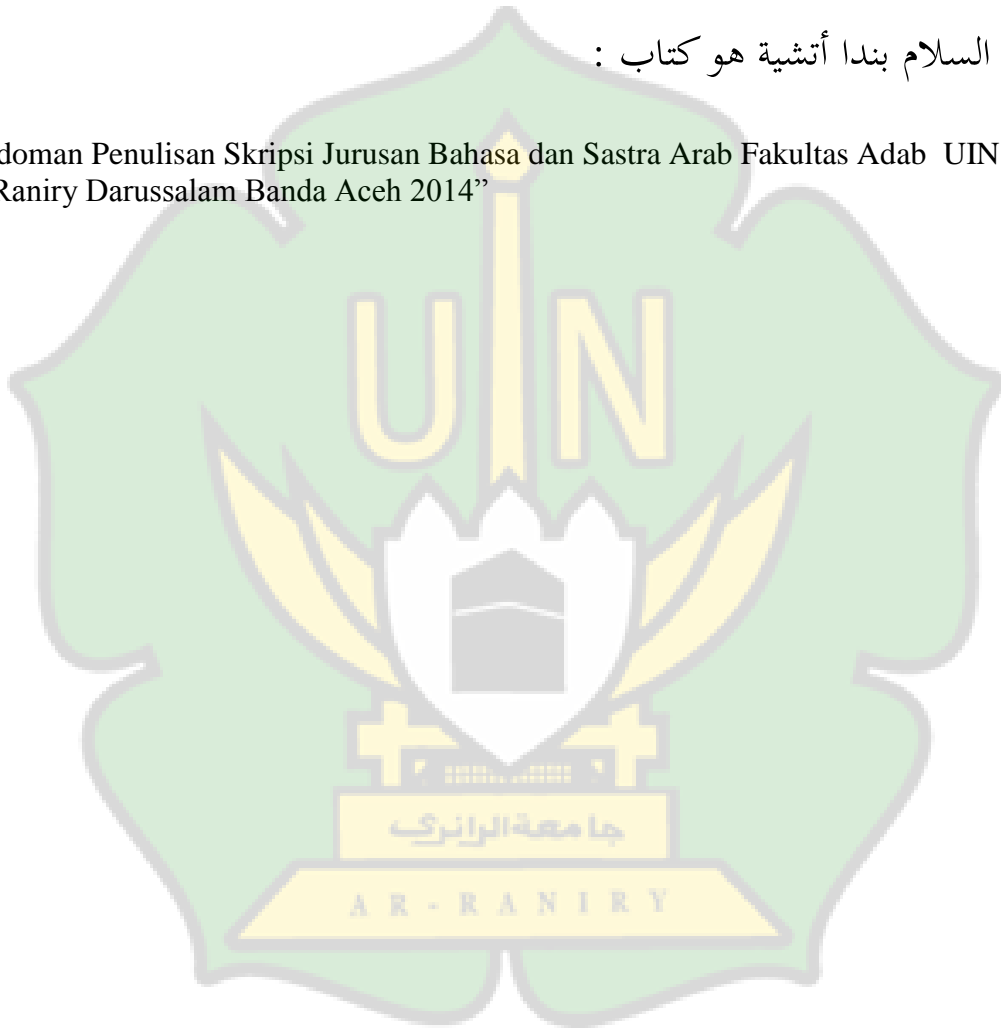 السلام بندا أتشية هو كتاب :
doman Penulisan Skripsi Jurusan Bahasa dan Sastra Arab Fakultas Adab UIN
Raniry Darussalam Banda Aceh 2014”
UIN
جامعة الرانري
AR-RANIRY